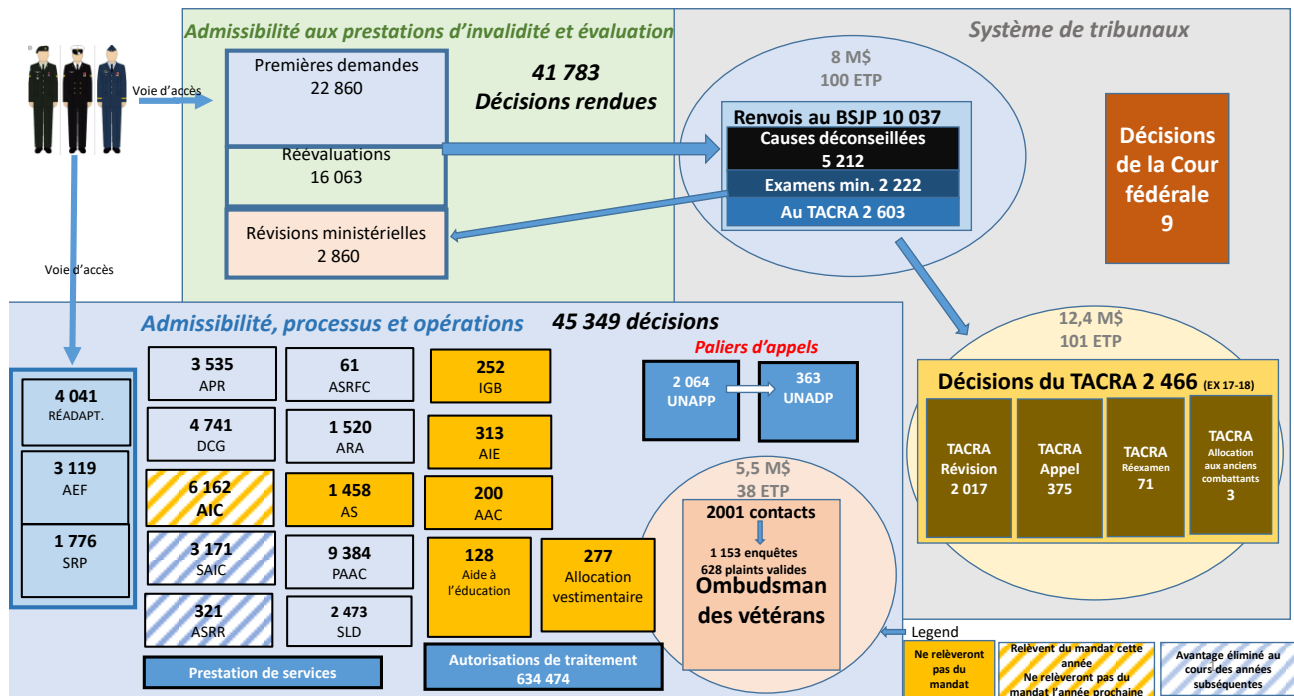 Admissibilité aux prestations d'invalidité et évaluation
Système de tribunaux
Voie d'accès
Premières demandes
22 860
41 783
Décisions rendues
Réévaluations
16 063
Révisions ministérielles
2 860
8 M$
100 ETP
Renvois au BSJP 10 037
Causes déconseillées
5 212
Examens min. 2 222
Au TACRA 2 603
Décisions
de la Cour
fédérale
9
Voie d'accès
Admissibilité, processus et opérations
45 349 décisions
4 041
RÉADAPT.
3 119
AEF
1 776
SRP
3 535
APR
61
ASRFC
252
IGB
4 741
DCG
1 520
ARA
313
AIE
6 162
AIC
1 458
AS
200
AAC
3 171
SAIC
9 384
PAAC
128
Aide à
l'éducation
277
Allocation
vestimentaire
321
ASRR
2 473
SLD
Prestation de services
Autorisations de traitement
634 474
Paliers d'appels
2 064
UNAPP
363
UNADP
5,5 M$
38 ETP
2001 contacts
1 153 enquêtes
628 plaints valides
Ombudsman
des vétérans
12,4 M$
101 ETP
Décisions du TACRA 2 466 (EX 17-18)
TACRA
Révision
2 017
TACRA
Appel
375
TACRA
Réexamen
71
TACRA
Allocation
aux anciens
combattants
3
Legend
Ne relèveront
pas du
mandat
Relèvent du mandat cette
année
Ne relèveront pas du
mandat l'année prochaine
Avantage éliminé au
cours des années
subséquentes